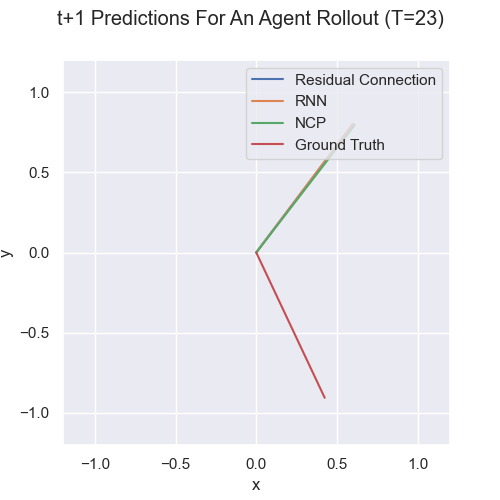 t+1 Predictions For An Agent Rollout (T=23)
Residual Connection
RNN
NCP
Ground Truth
1.0
0.5
0.0
−0.5
−1.0
y
−1.0 −0.5 0.0 0.5 1.0
x